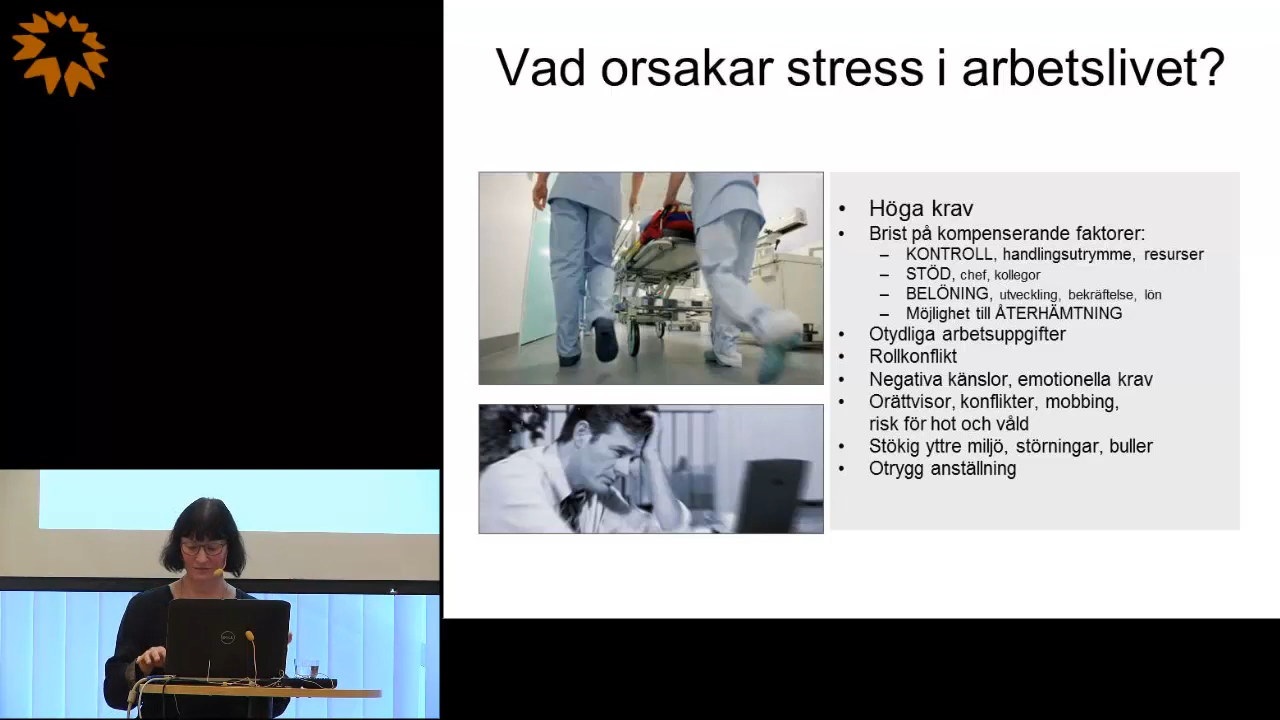 Vad orsakar stress i arbetslivet?
• Höga krav
• Brist på kompenserande faktorer:
– KONTROLL, handlingsutrymme, resurser
– STÖD, chef, kollegor
– BELÖNING, utveckling, bekräftelse, lön
– Möjlighet till ÅTERHÄMTNING
• Otydliga arbetsuppgifter
• Rollkonflikt
• Negativa känslor, emotionella krav
• Orättvisor, konflikter, mobbing,
risk för hot och våld
• Stökig yttre miljö, störningar, buller
• Otrygg anställning
DELL